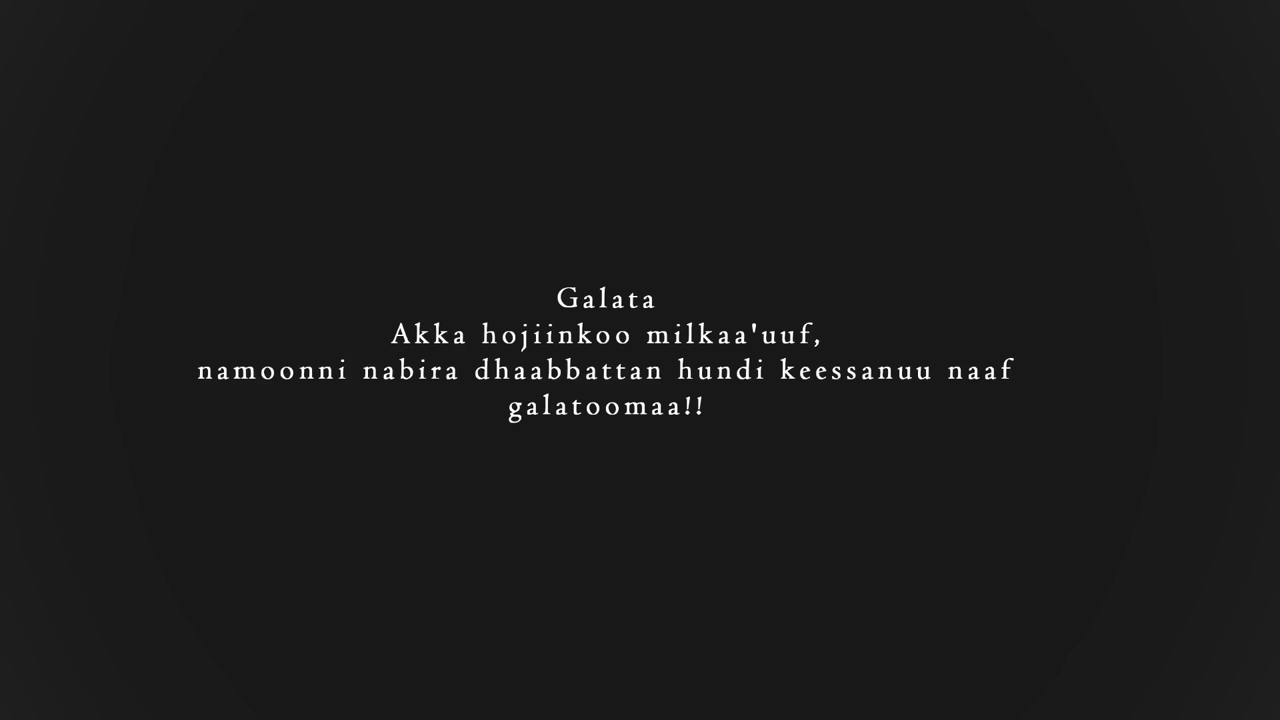 Galata
Akka hojiinkoo milkaa'uuf,
namoonni nabira dhaabbattan hundi keessanuu naaf
galatoomaa!!